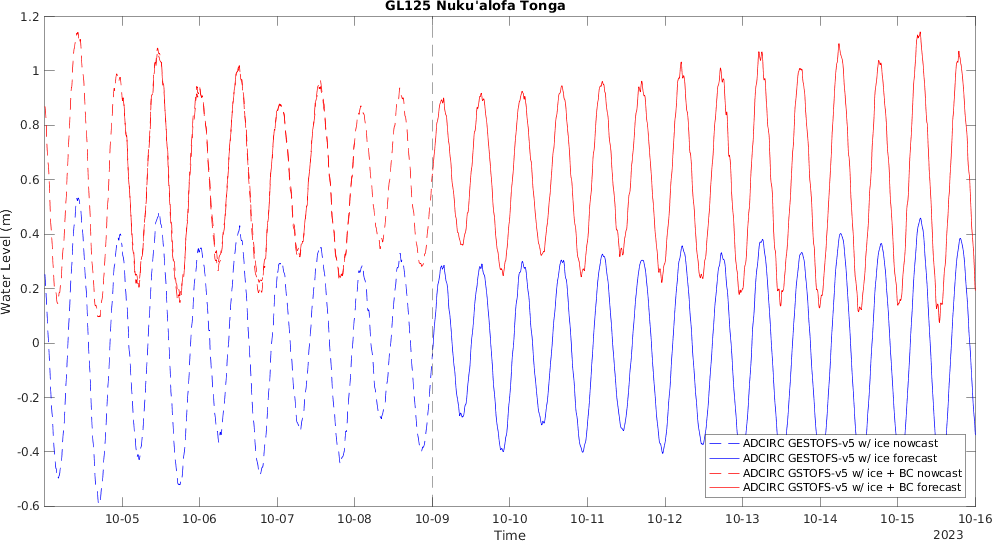 GL125 Nuku'alofa Tonga
Water Level (m)
1.2
1
0.8
0.6
0.4
0.2
0
-0.2
-0.4
-0.6
ADCIRC GESTOFS-v5 w/ ice nowcast
ADCIRC GESTOFS-v5 w/ ice forecast
ADCIRC GSTOFS-v5 w/ ice + BC nowcast
ADCIRC GSTOFS-v5 w/ ice + BC forecast
10-05 10-06 10-07 10-08 10-09 10-10 10-11 10-12 10-13 10-14 10-15 10-16
Time
2023